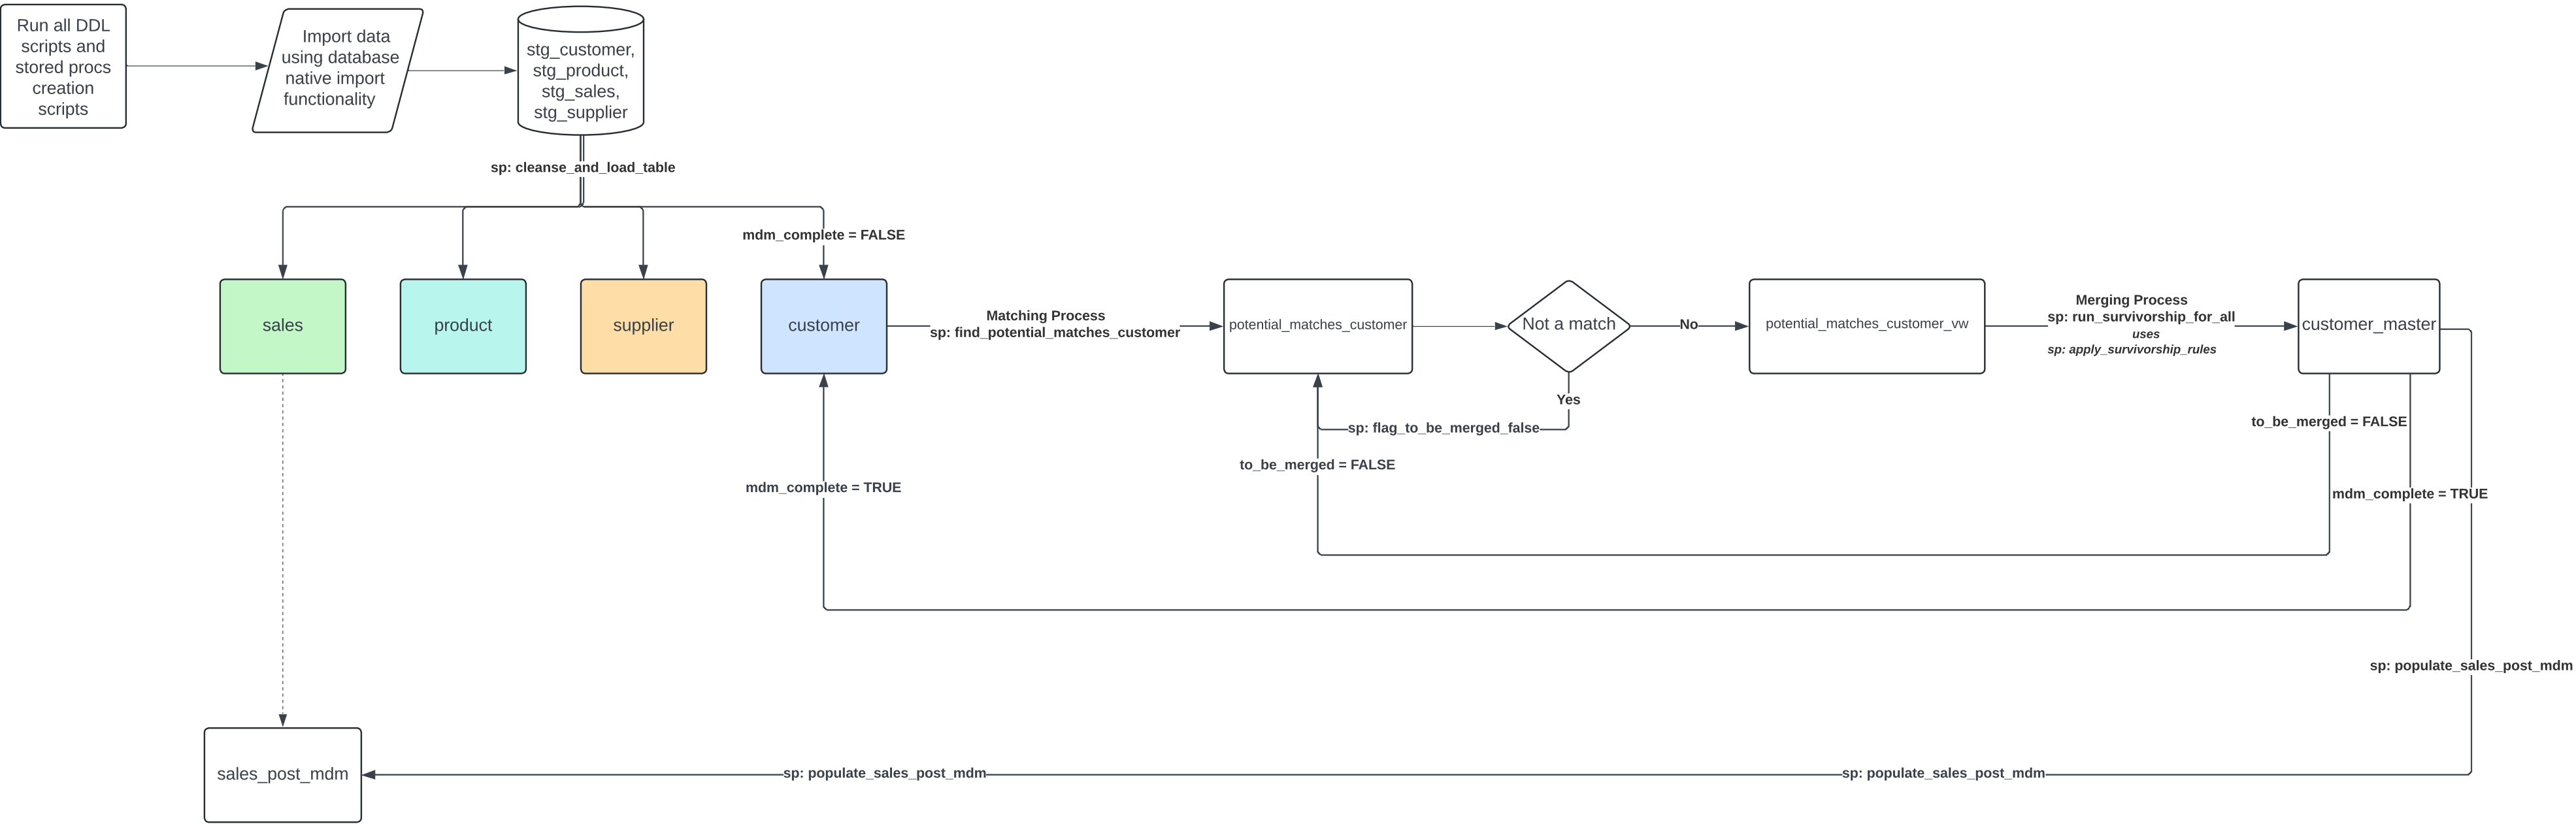 Run all DDL
scripts and
stored procs
creation
scripts
Import data
using database
native import
functionality
stg_customer,
stg_product,
stg_sales,
stg_supplier
sp: cleanse_and_load_table
mdm_complete = FALSE
sales
product
supplier
customer
Matching Process
sp: find_potential_matches_customer
potential_matches_customer
Not a match
No
potential_matches_customer_vw
Merging Process
sp: run_survivorship_for_all
uses
sp: apply_survivorship_rules
customer_master
Yes
sp: flag_to_be_merged_false
to_be_merged = FALSE
to_be_merged = FALSE
mdm_complete = TRUE
mdm_complete = TRUE
sp: populate_sales_post_mdm
sales_post_mdm
sp: populate_sales_post_mdm
sp: populate_sales_post_mdm